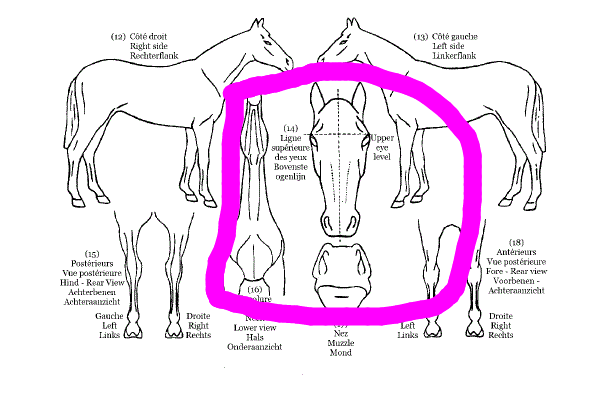 (12) Côté droit
Right side
Rechterflank
(13) Côté gauche
Left side
Linkerflank
(14)
Ligne
supérieure
des yeux
Bovenste
ogenlijn
Upper
eye
level
(15)
Postérieurs
Vue postérieure
Hind - Rear View
Achterbenen
Achteraanzicht
Gauche
Left
Links
Droite
Right
Rechts
(16)
Lower view
Hals
Onderaanzicht
Nez
Muzzle
Mond
(18)
Antérieurs
Vue postérieure
Fore - Rear view
Voorbenen -
Achteraanzicht
Left
Links
Droite
Right
Rechts